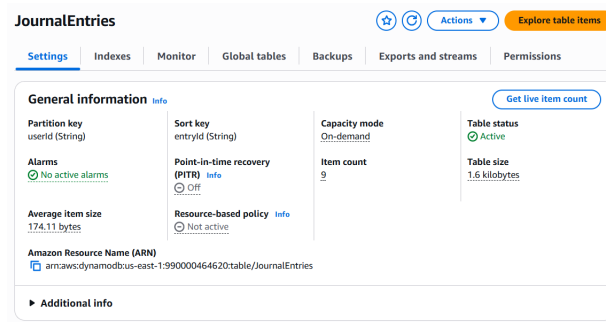 JournalEntries
Actions
Explore table items
Settings Indexes Monitor Global tables Backups Exports and streams Permissions
General information Info
Get live item count
Partition key
userId (String)
Sort key
entryId (String)
Capacity mode
On-demand
Table status
Active
Alarms
No active alarms
Point-in-time recovery
(PITR) Info
Off
Item count
9
Table size
1.6 kilobytes
Average item size
174.11 bytes
Resource-based policy Info
Not active
Amazon Resource Name (ARN)
arn:aws:dynamodb:us-east-1:990000464620:table/JournalEntries
Additional info